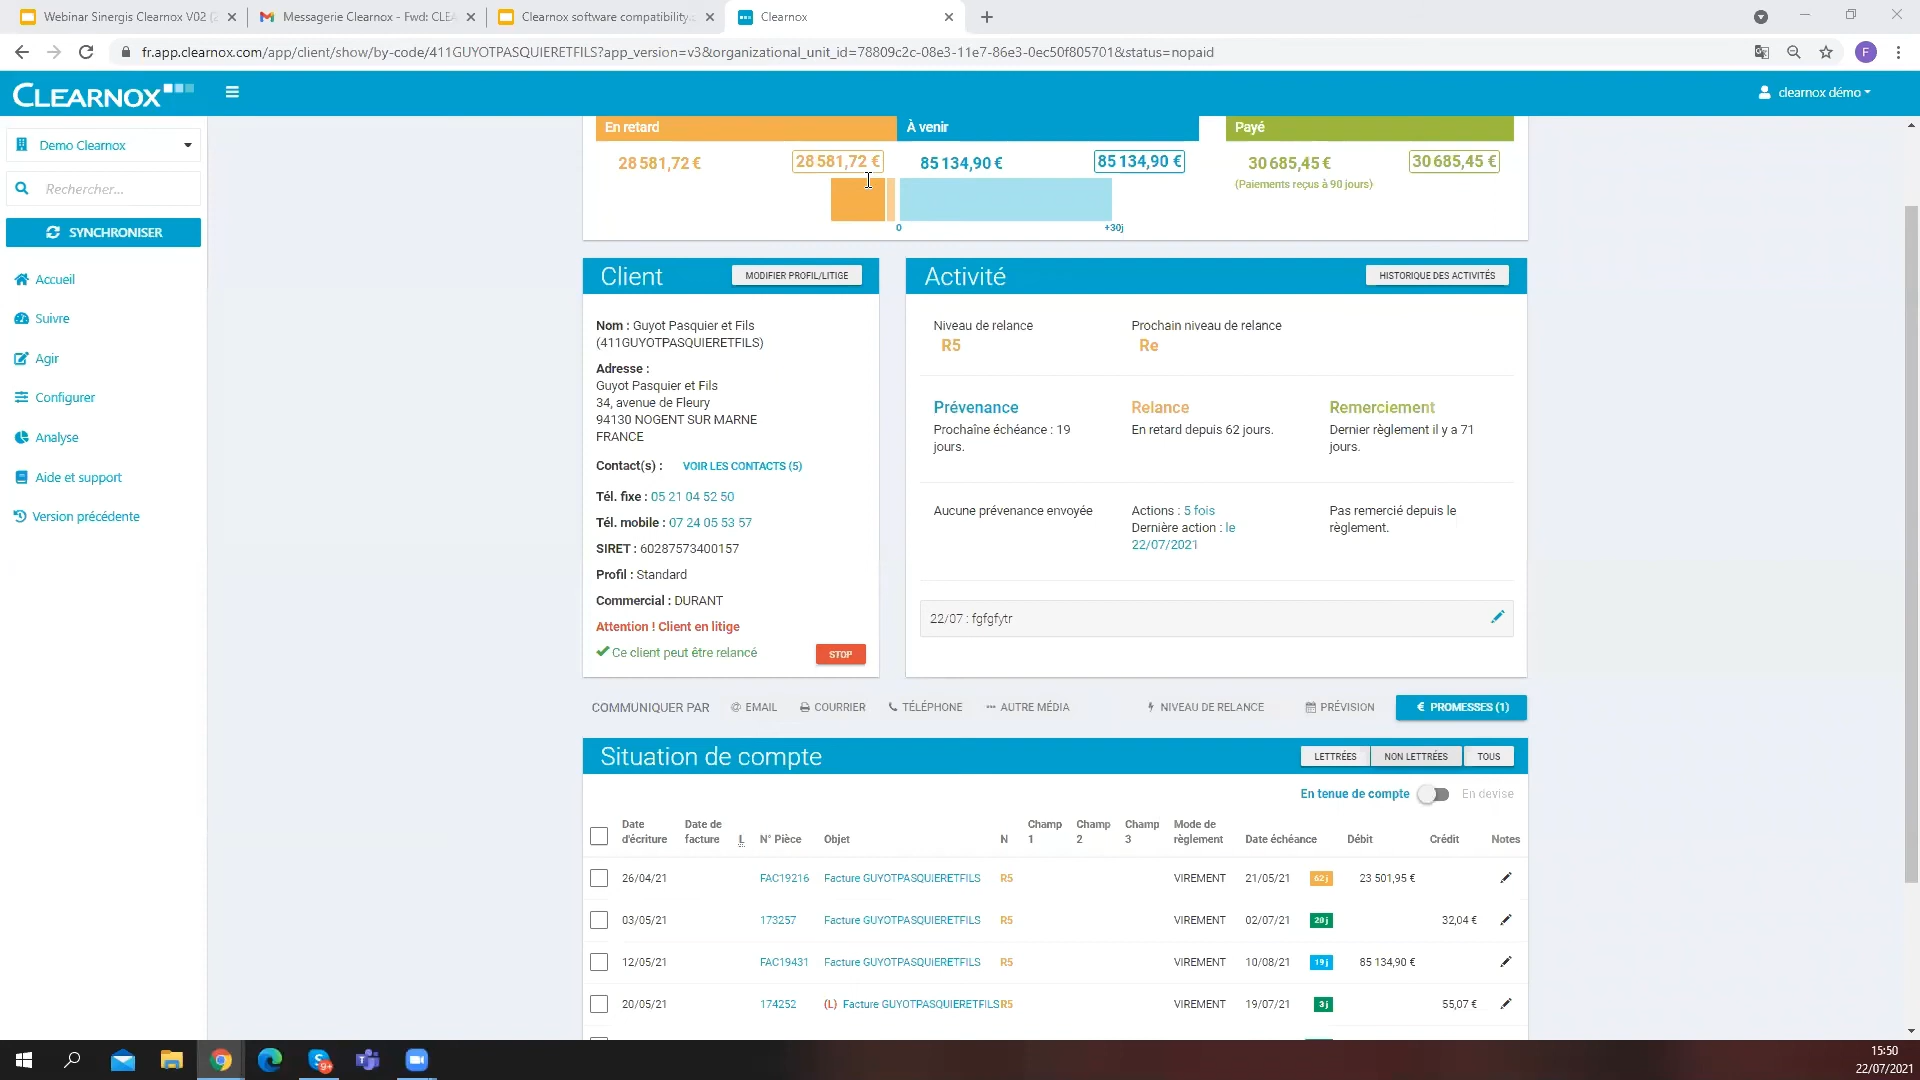 Webinar Sinergis Clearnox V02
Messagerie Clearnox - Fwd: CLE
Clearnox software compatibility
Clearnox
fr.app.clearnox.com/app/client/show/by-code/411GUYOTPASQUIERETFILS?app_version=v3&organizational_unit_id=78809c2c-08e3-11e7-86e3-0ec50f805701&status=nopaid
F
CLEARNOX
clearnox démo
Demo Clearnox
Rechercher...
SYNCHRONISER
Accueil
Suivre
Agir
Configurer
Analyse
Aide et support
Version précédente
En retard
À venir
Payé
28 581,72 €
28 581,72 €
85 134,90 €
85 134,90 €
30 685,45 €
30 685,45 €
(Paiements reçus à 90 jours)
0
+30j
Client
MODIFIER PROFIL/LITIGE
Nom : Guyot Pasquier et Fils
(411GUYOTPASQUIERETFILS)
Adresse :
Guyot Pasquier et Fils
34, avenue de Fleury
94130 NOGENT SUR MARNE
FRANCE
Contact(s) : VOIR LES CONTACTS (5)
Tél. fixe : 05 21 04 52 50
Tél. mobile : 07 24 05 53 57
SIRET : 60287573400157
Profil : Standard
Commercial : DURANT
Attention ! Client en litige
Ce client peut être relancé
STOP
Activité
HISTORIQUE DES ACTIVITÉS
Niveau de relance
R5
Prochain niveau de relance
Re
Prévenance
Prochaîne échéance : 19
jours.
Relance
En retard depuis 62 jours.
Remerciement
Dernier règlement il y a 71
jours.
Aucune prévenance envoyée
Actions : 5 fois
Dernière action : le
22/07/2021
Pas remercié depuis le
règlement.
22/07 : fgfgfytr
COMMUNIQUER PAR
EMAIL
COURRIER
TÉLÉPHONE
AUTRE MÉDIA
NIVEAU DE RELANCE
PRÉVISION
€ PROMESSES (1)
Situation de compte
LETTRÉES
NON LETTRÉES
TOUS
En tenue de compte
En devise
Date d'écriture
Date de facture
L
N° Pièce
Objet
N
Champ 1
Champ 2
Champ 3
Mode de règlement
Date échéance
Débit
Crédit
Notes
26/04/21 FAC19216 Facture GUYOTPASQUIERETFILS R5 VIREMENT 21/05/21 62 j 23 501,95 €
03/05/21 173257 Facture GUYOTPASQUIERETFILS R5 VIREMENT 02/07/21 20 j 32,04 €
12/05/21 FAC19431 Facture GUYOTPASQUIERETFILS R5 VIREMENT 10/08/21 19 j 85 134,90 €
20/05/21 174252 (L) Facture GUYOTPASQUIERETFILS R5 VIREMENT 19/07/21 3 j 55,07 €
9+
15:50
22/07/2021